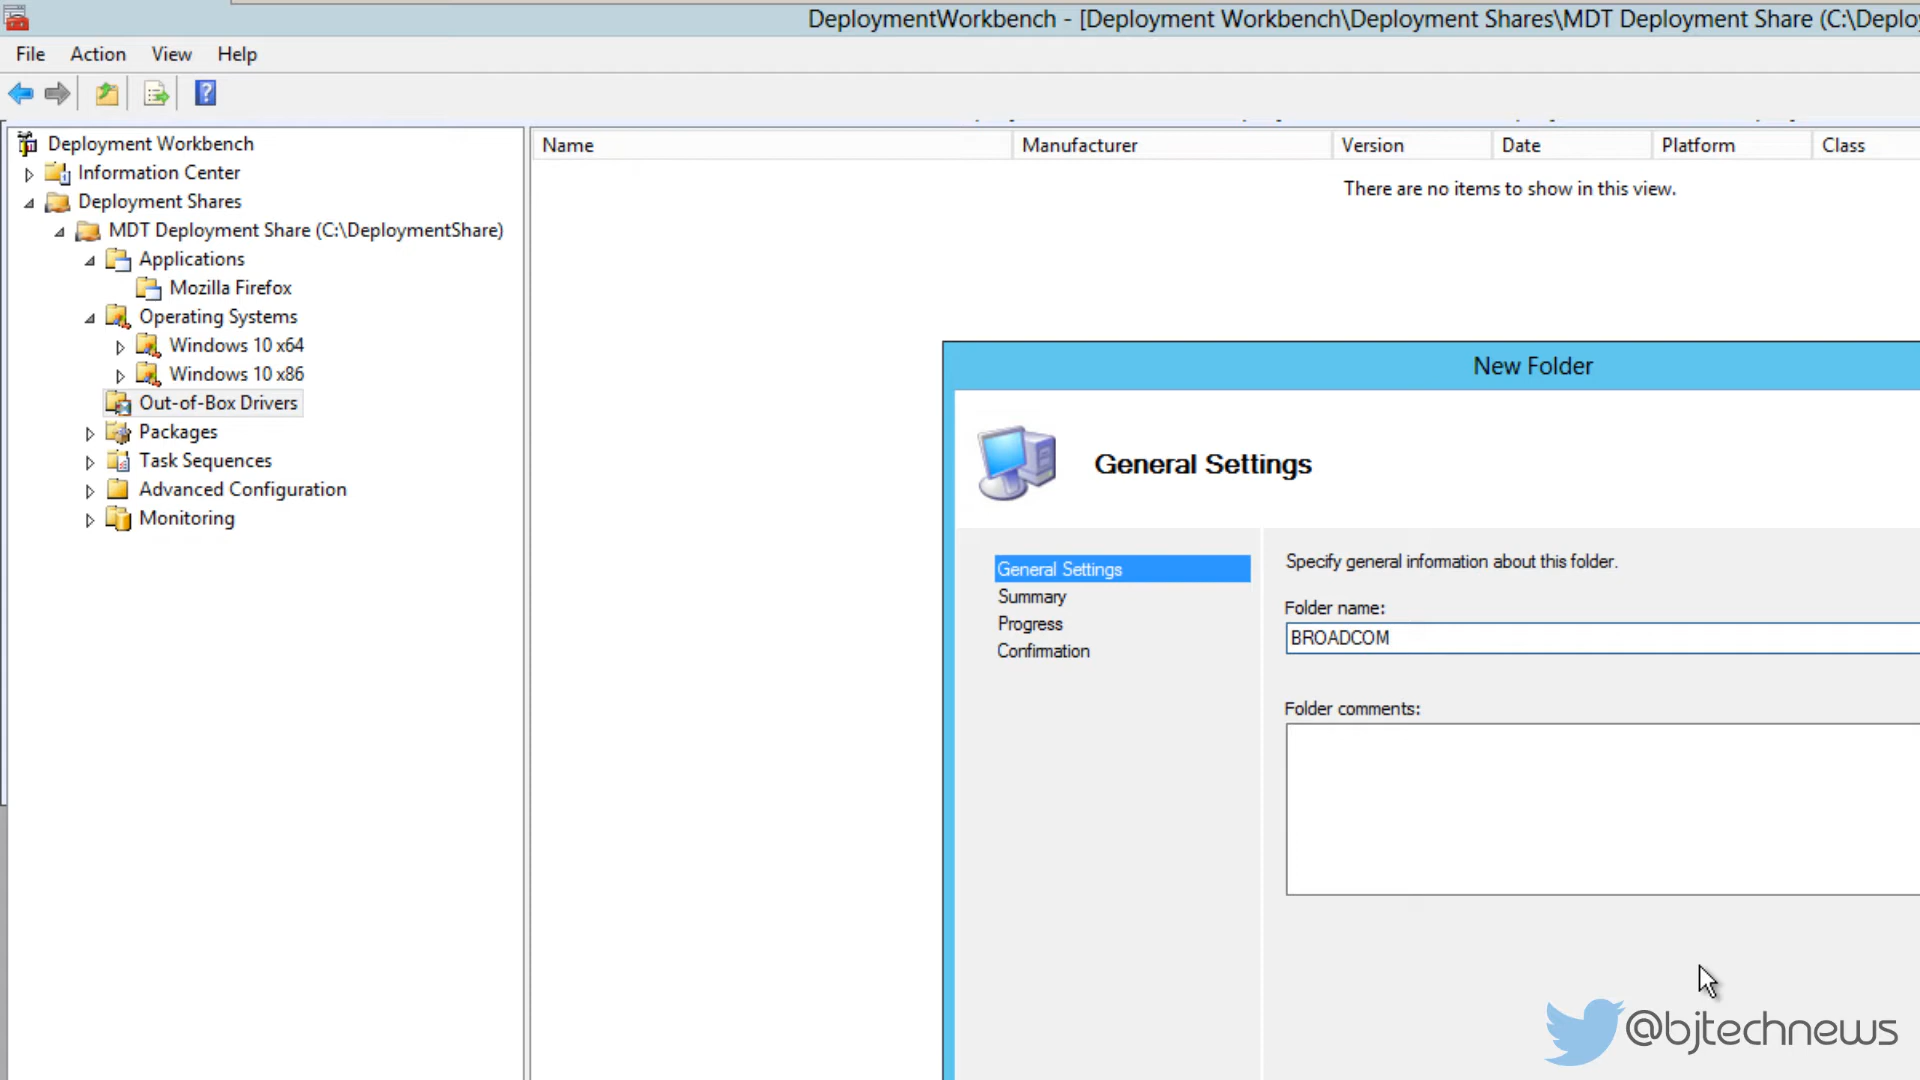 DeploymentWorkbench - [Deployment Workbench\Deployment Shares\MDT Deployment Share (C:\Deplo
File Action View Help
Deployment Workbench
Information Center
Deployment Shares
MDT Deployment Share (C:\DeploymentShare)
Applications
Mozilla Firefox
Operating Systems
Windows 10 x64
Windows 10 x86
Out-of-Box Drivers
Packages
Task Sequences
Advanced Configuration
Monitoring
Name Manufacturer Version Date Platform Class
There are no items to show in this view.
New Folder
General Settings
General Settings
Summary
Progress
Confirmation
Specify general information about this folder.
Folder name:
BROADCOM
Folder comments:
@bjtechnews